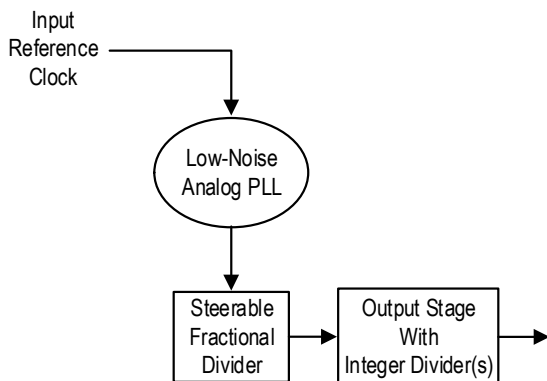 Input
Reference
Clock
Low-Noise
Analog PLL
Steerable
Fractional
Divider
Output Stage
With
Integer Divider(s)